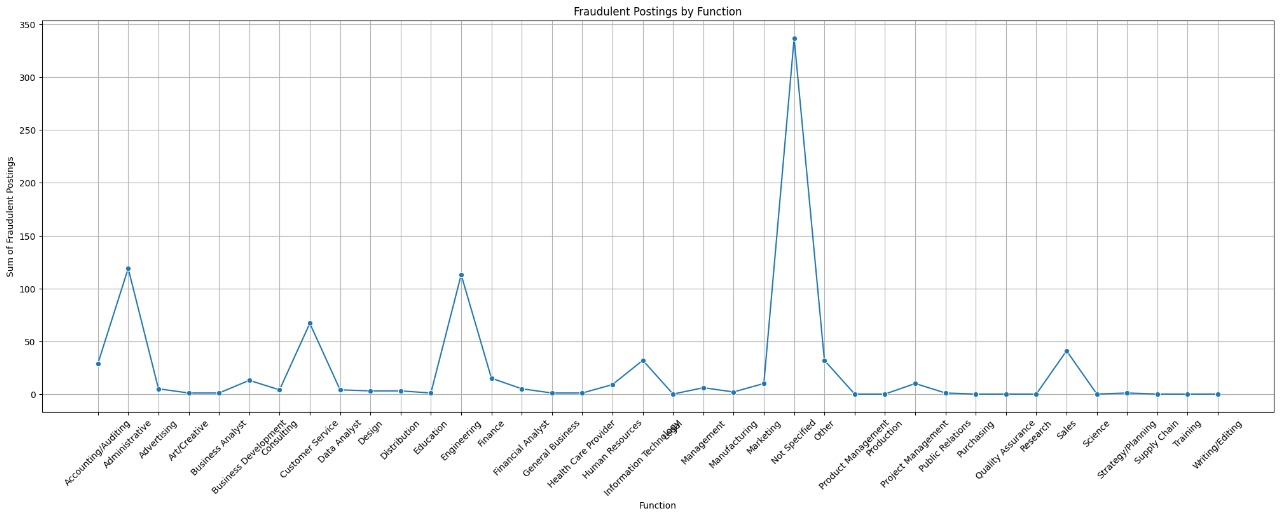 Fraudulent Postings by Function
Sum of Fraudulent Postings
350
300
250
200
150
100
50
0
Accounting/Auditing
Administrative
Advertising
Art/Creative
Business Analyst
Business Development
Consulting
Customer Service
Data Analyst
Design
Distribution
Education
Engineering
Finance
Financial Analyst
General Business
Health Care Provider
Human Resources
Information Technology
Management
Manufacturing
Marketing
Not Specified
Other
Product Management
Production
Project Management
Public Relations
Purchasing
Quality Assurance
Research
Sales
Science
Strategy/Planning
Supply Chain
Training
Writing/Editing
Function